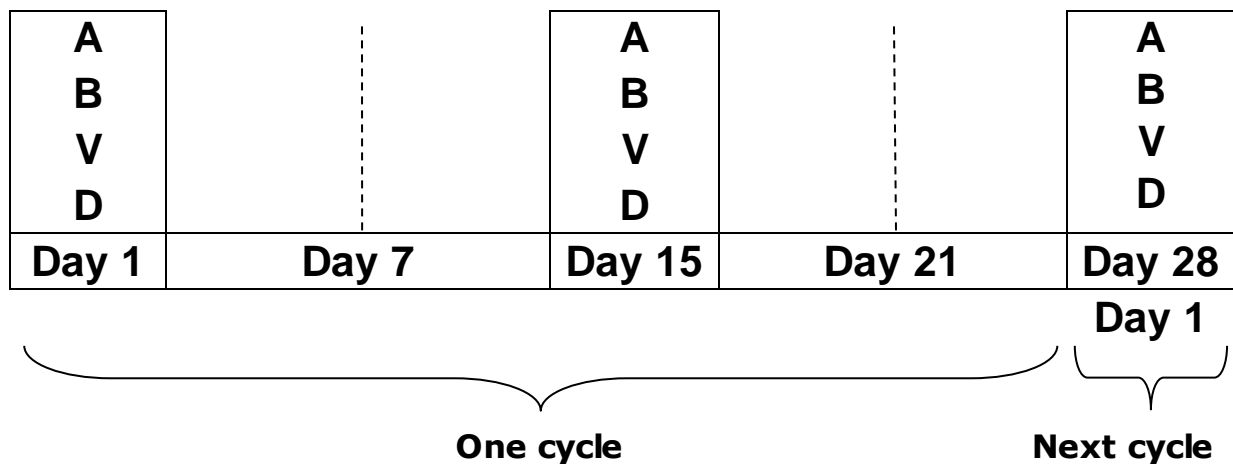 A A A
B B B
V V V
D D D
Day 1 Day 7 Day 15 Day 21 Day 28
Day 1
One cycle Next cycle